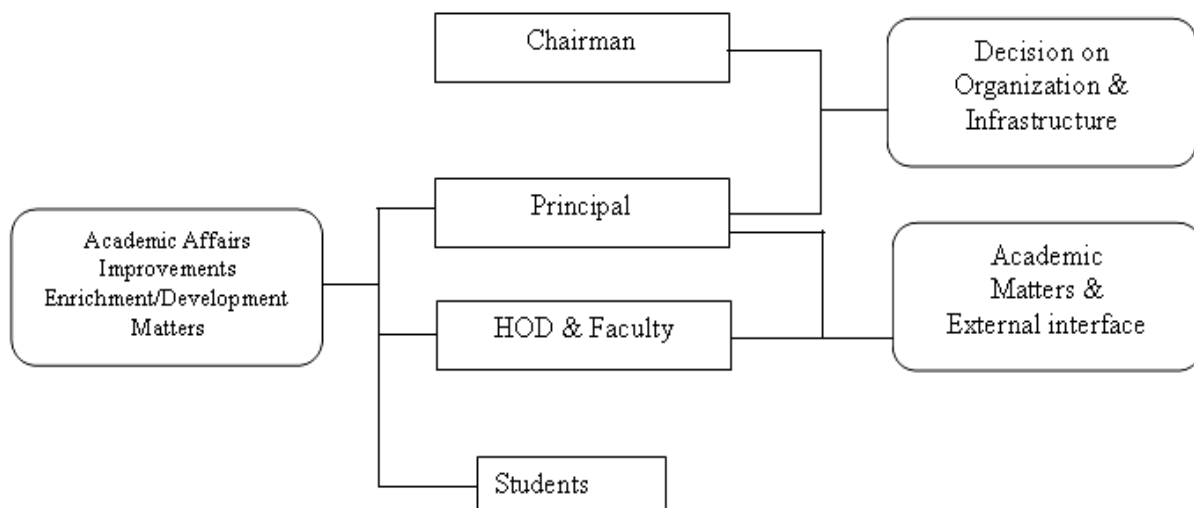 Chairman
Decision on
Organization &
Infrastructure
Principal
Academic Affairs
Improvements
Enrichment/Development
Matters
Academic
Matters &
External interface
HOD & Faculty
Students